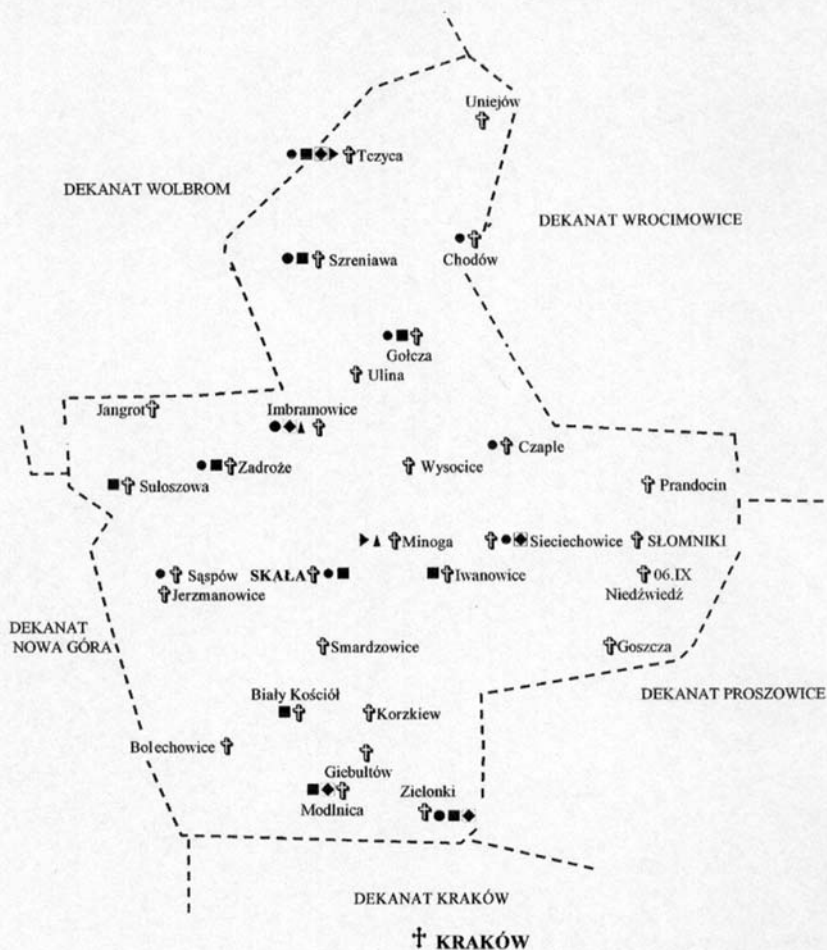 Uniejów
Tczyca
DEKANAT WOLBROM
DEKANAT WROCIMOWICE
Szreniawa
Chodów
Gołcza
Ulina
Jangrot
Imbramowice
Czaple
Zadroże
Wysocice
Sułoszowa
Prandocin
Minoga
Sieciechowice
SŁOMNIKI
Sąspów
SKAŁA
Iwanowice
06.IX
Jerzmanowice
Niedźwiedź
DEKANAT
NOWA GÓRA
Smardzowice
Goszcza
DEKANAT PROSZOWICE
Biały Kościół
Korzkiew
Bolechowice
Giebułtów
Modlnica
Zielonki
DEKANAT KRAKÓW
KRAKÓW